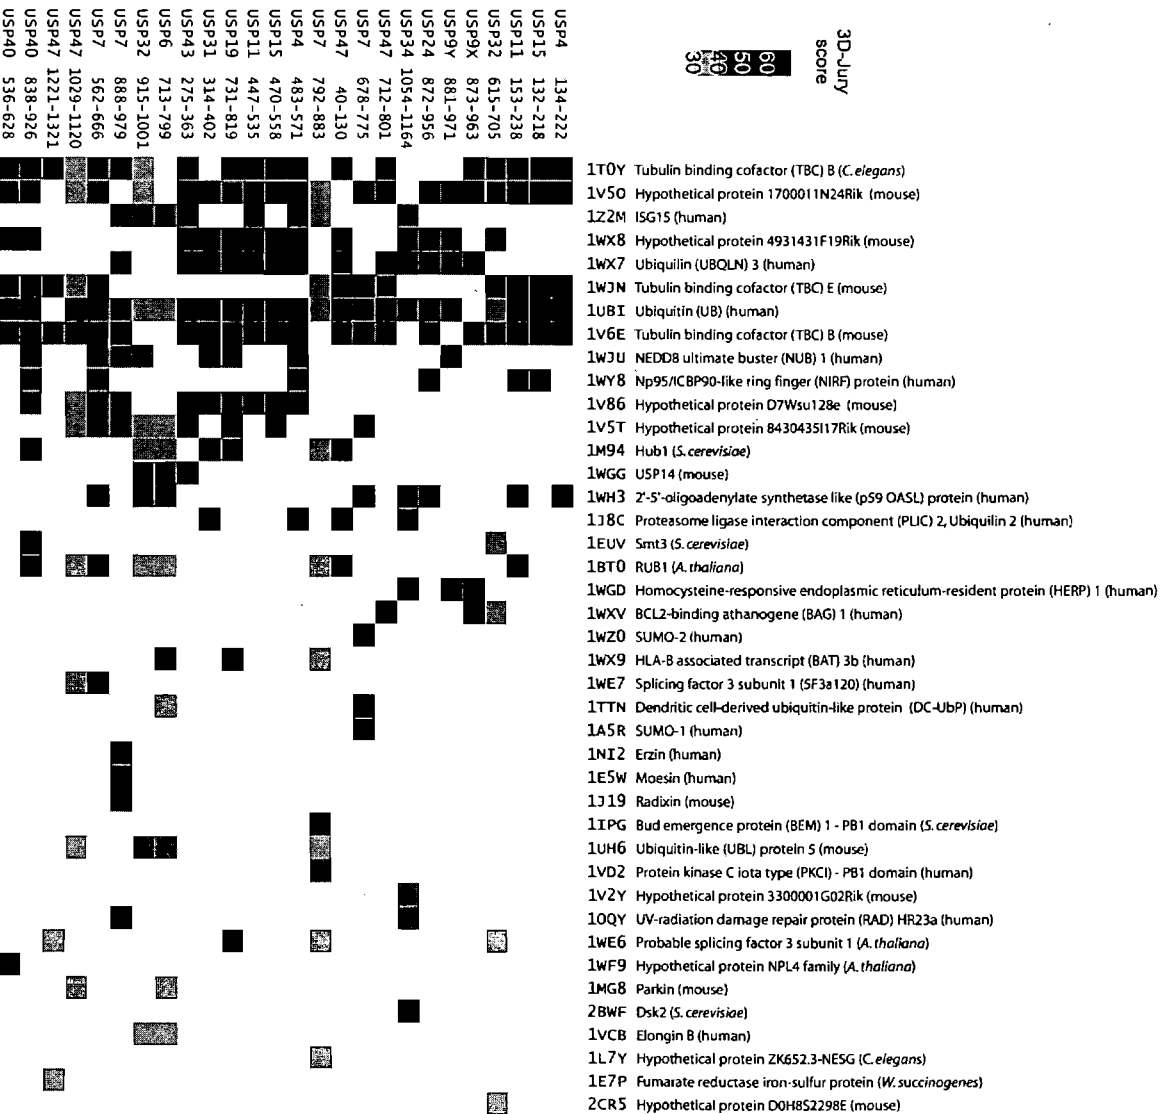 USP40 536-628
USP40 838-926
USP47 1221-1321
USP47 1029-1120
USP7 562-666
USP7 888-979
USP32 915-1001
USP6 713-799
USP43 275-363
USP31 314-402
USP19 731-819
USP11 447-535
USP15 470-558
USP4 483-571
USP7 792-883
USP47 40-130
USP7 678-775
USP47 712-801
USP34 1054-1164
USP24 872-956
USP9Y 881-971
USP9X 873-963
USP32 615-705
USP11 153-238
USP15 132-218
USP4 134-222
3D-Jury
score
30 40 50 60
1T0Y Tubulin binding cofactor (TBC) B (C. elegans)
1V5O Hypothetical protein 1700011N24Rik (mouse)
1Z2M ISG15 (human)
1WX8 Hypothetical protein 4931431F19Rik (mouse)
1WX7 Ubiquilin (UBQLN) 3 (human)
1WJN Tubulin binding cofactor (TBC) E (mouse)
1UBI Ubiquitin (UB) (human)
1V6E Tubulin binding cofactor (TBC) B (mouse)
1WJU NEDD8 ultimate buster (NUB) 1 (human)
1WY8 Np95/ICBP90-like ring finger (NIRF) protein (human)
1V86 Hypothetical protein D7Wsu128e (mouse)
1V5T Hypothetical protein 8430435I17Rik (mouse)
1M94 Hub1 (S. cerevisiae)
1WGG USP14 (mouse)
1WH3 2'-5'-oligoadenylate synthetase like (p59 OASL) protein (human)
1J8C Proteasome ligase interaction component (PLIC) 2, Ubiquilin 2 (human)
1EUV Smt3 (S. cerevisiae)
1BT0 RUB1 (A. thaliana)
1WGD Homocysteine-responsive endoplasmic reticulum-resident protein (HERP) 1 (human)
1WXV BCL2-binding athanogene (BAG) 1 (human)
1WZ0 SUMO-2 (human)
1WX9 HLA-B associated transcript (BAT) 3b (human)
1WE7 Splicing factor 3 subunit 1 (SF3a120) (human)
1TTN Dendritic cell-derived ubiquitin-like protein (DC-UbP) (human)
1A5R SUMO-1 (human)
1NI2 Erzin (human)
1E5W Moesin (human)
1J19 Radixin (mouse)
1IPG Bud emergence protein (BEM) 1 - PB1 domain (S. cerevisiae)
1UH6 Ubiquitin-like (UBL) protein 5 (mouse)
1VD2 Protein kinase C iota type (PKCI) - PB1 domain (human)
1V2Y Hypothetical protein 3300001G02Rik (mouse)
1OQY UV-radiation damage repair protein (RAD) HR23a (human)
1WE6 Probable splicing factor 3 subunit 1 (A. thaliana)
1WF9 Hypothetical protein NPL4 family (A. thaliana)
1MG8 Parkin (mouse)
2BWF Dsk2 (S. cerevisiae)
1VCB Elongin B (human)
1L7Y Hypothetical protein ZK652.3-NESG (C. elegans)
1E7P Fumarate reductase iron-sulfur protein (W. succinogenes)
2CR5 Hypothetical protein D0H8S2298E (mouse)